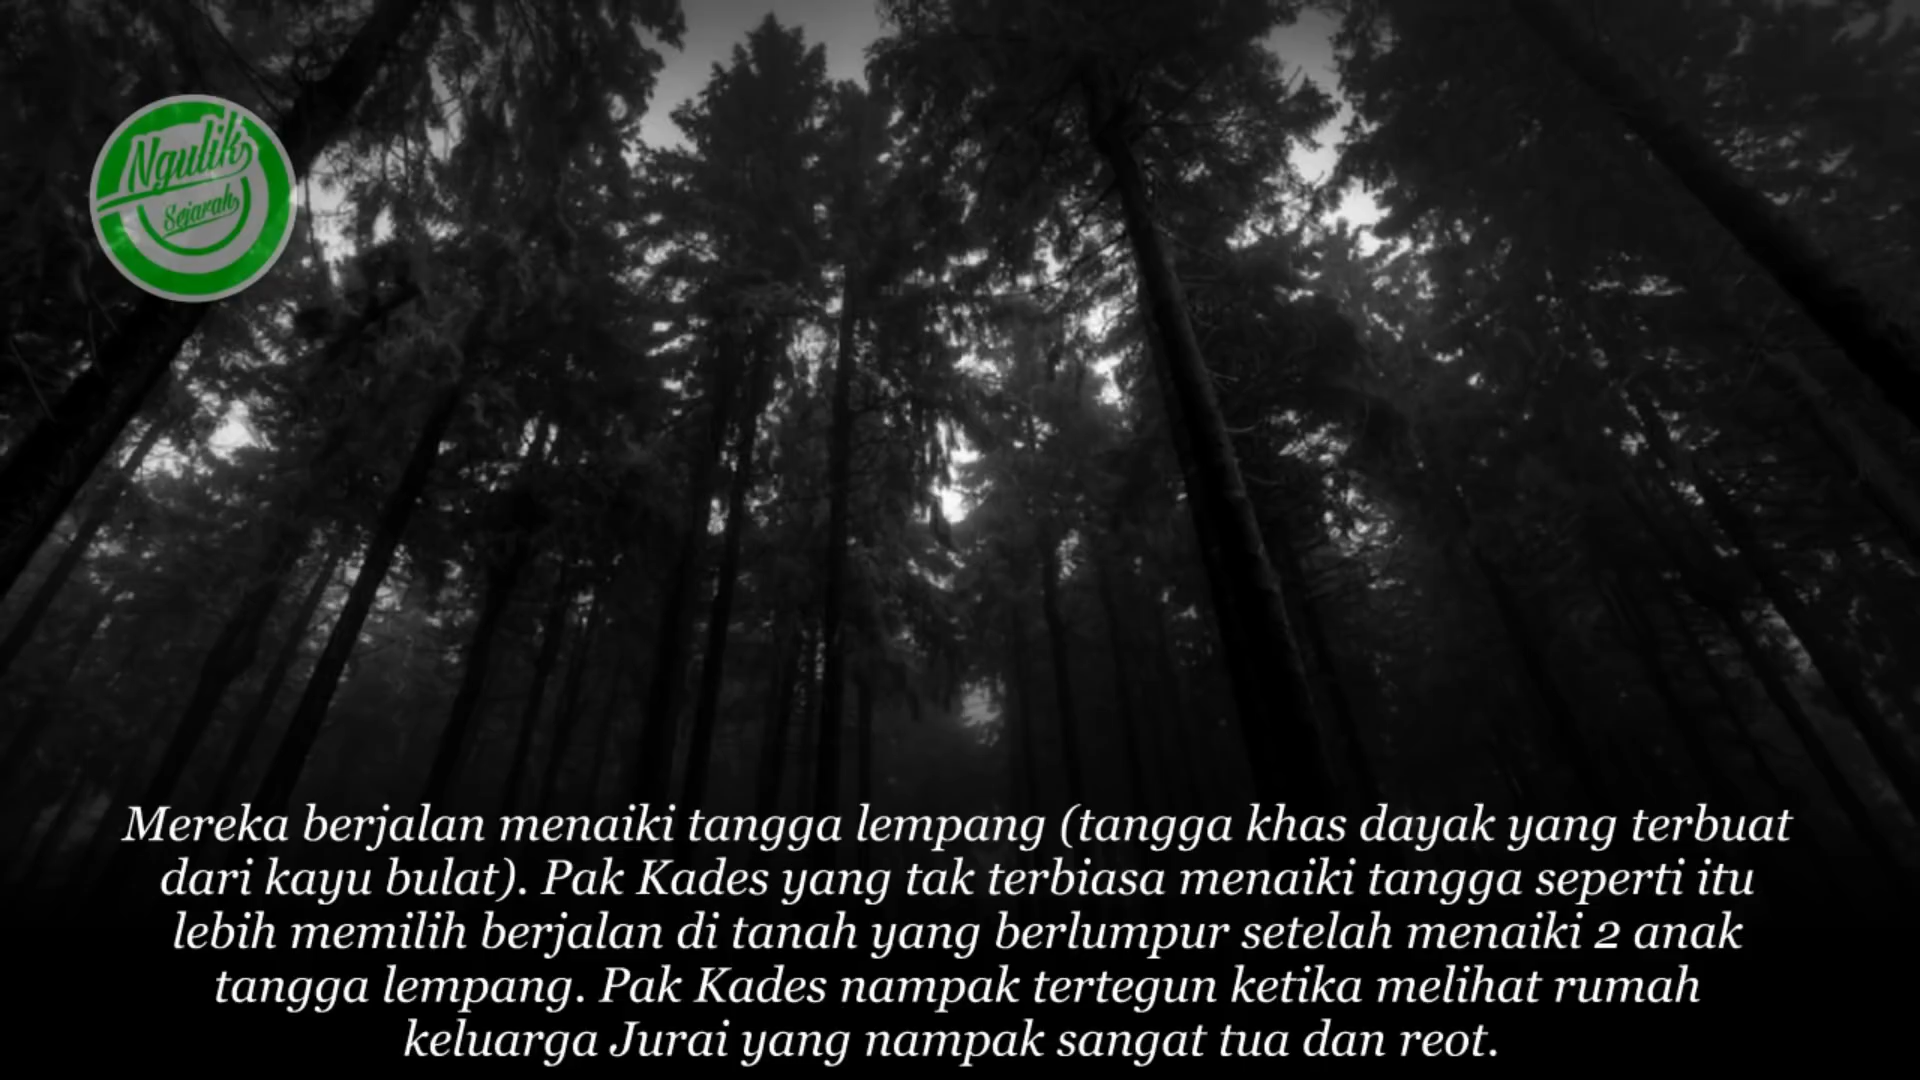 Ngulik
Sejarah
Mereka berjalan menaiki tangga lempang (tangga khas dayak yang terbuat
dari kayu bulat). Pak Kades yang tak terbiasa menaiki tangga seperti itu
lebih memilih berjalan di tanah yang berlumpur setelah menaiki 2 anak
tangga lempang. Pak Kades nampak tertegun ketika melihat rumah
keluarga Jurai yang nampak sangat tua dan reot.